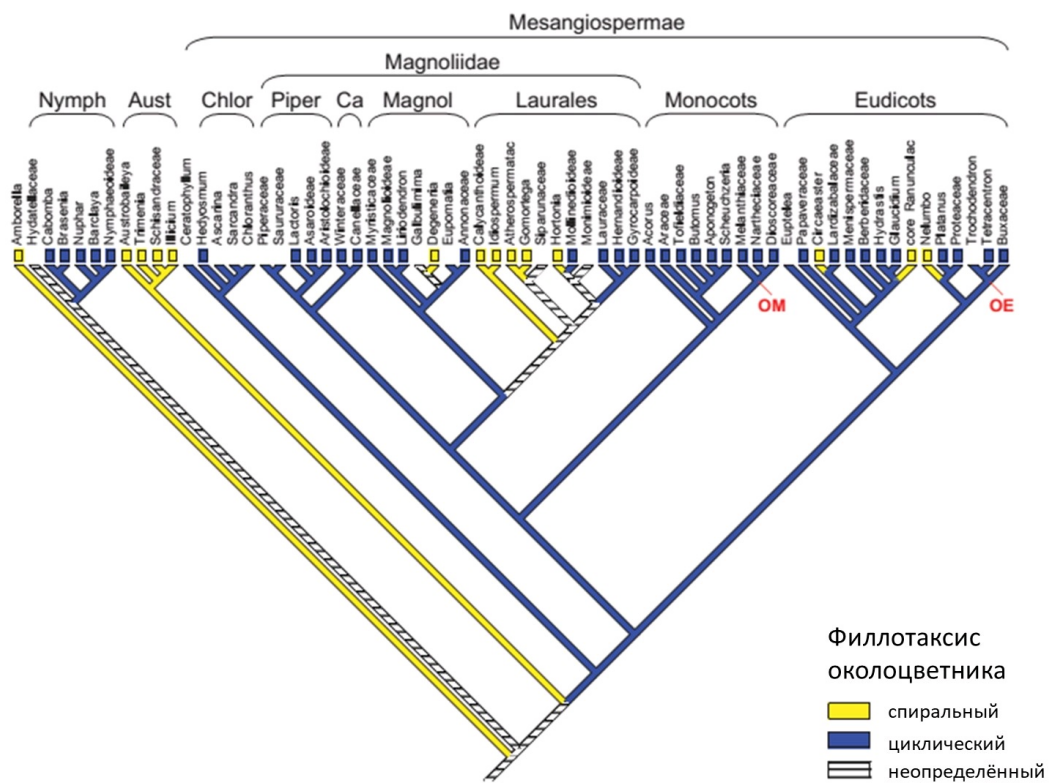 Mesangiospermae
Magnoliidae
Nymph Aust Chlor Piper Ca Magnol Laurales Monocots Eudicots
Amborella
Hydatellaceae
Cabomba
Brasenia
Nuphar
Barclaya
Nymphaeoideae
Austrobaileya
Trimenia
Schisandraceae
Illicium
Ceratophyllum
Hedyosmum
Ascarina
Sarcandra
Chloranthus
Piperaceae
Saururaceae
Lactoris
Asaroideae
Aristolochioideae
Winteraceae
Canellaceae
Myristicaceae
Magnolioideae
Liriodendron
Galbulimima
Degeneria
Eupomatia
Annonaceae
Calycanthoideae
Idiospermum
Atherospermatac
Gomortega
Siparunaceae
Hortonia
Mollinedioideae
Monimioideae
Lauraceae
Hernandioideae
Gyrocarpoideae
Acorus
Araceae
Tofieldiaceae
Butomus
Aponogeton
Scheuchzeria
Melanthiaceae
Nartheciaceae
Dioscoreaceae
Euptelea
Papaveraceae
Circaeaster
Lardizabalaceae
Menispermaceae
Berberidaceae
Hydrastis
Glaucidium
core Ranunculac
Nelumbo
Platanus
Proteaceae
Trochodendron
Tetracentron
Buxaceae
OM
OE
Филлотаксис
околоцветника
спиральный
циклический
неопределённый